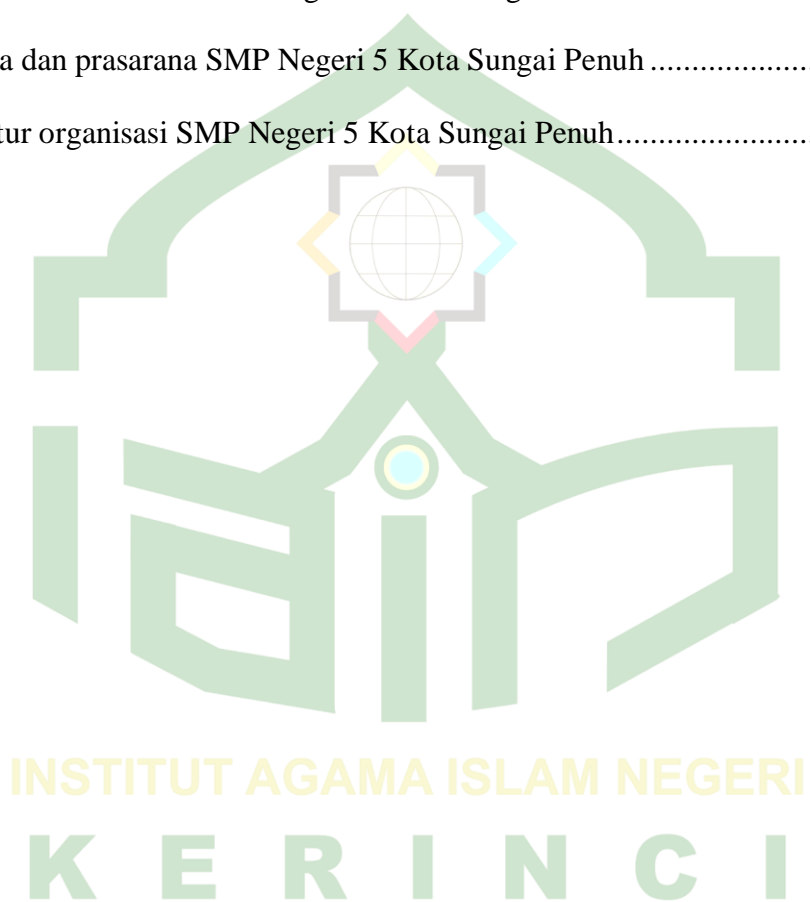 a dan prasarana SMP Negeri 5 Kota Sungai Penuh ....................
tur organisasi SMP Negeri 5 Kota Sungai Penuh........................
iain
INSTITUT AGAMA ISLAM NEGERI
K E R I N C I